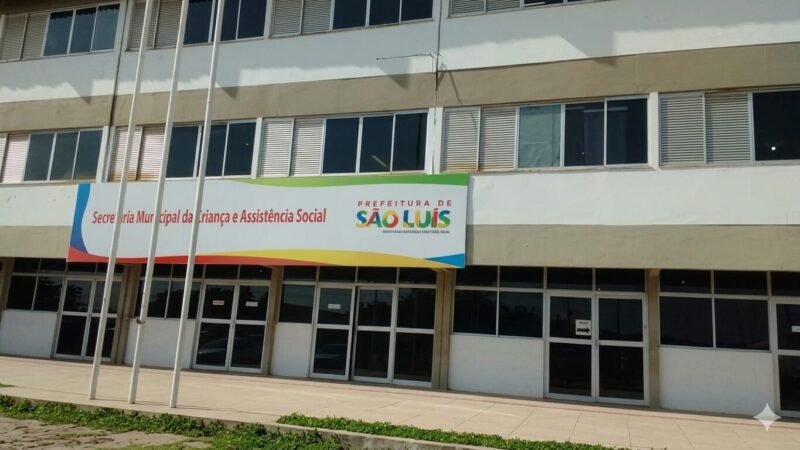 Secretaria Municipal da Criança e Assistência Social
PREFEITURA DE
SÃO LUÍS